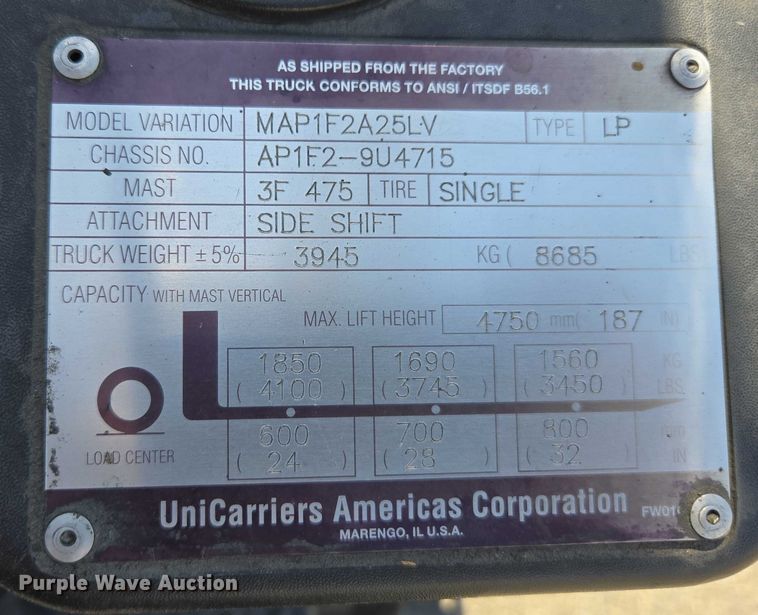 AS SHIPPED FROM THE FACTORY
THIS TRUCK CONFORMS TO ANSI / ITSDF B56.1
MODEL VARIATION MAP1F2A25LV TYPE LP
CHASSIS NO. AP1F2-9U4715
MAST 3F 475 TIRE SINGLE
ATTACHMENT SIDE SHIFT
TRUCK WEIGHT ± 5% 3945 KG ( 8685 LBS
CAPACITY WITH MAST VERTICAL
MAX. LIFT HEIGHT 4750 mm( 187 IN)
1850 1690 1560 KG
( 4100 ) ( 3745 ) ( 3450 ) LBS.
600 700 800 mm
LOAD CENTER ( 24 ) ( 28 ) ( 32 ) IN
UniCarriers Americas Corporation FW01
MARENGO, IL U.S.A.
Purple Wave Auction